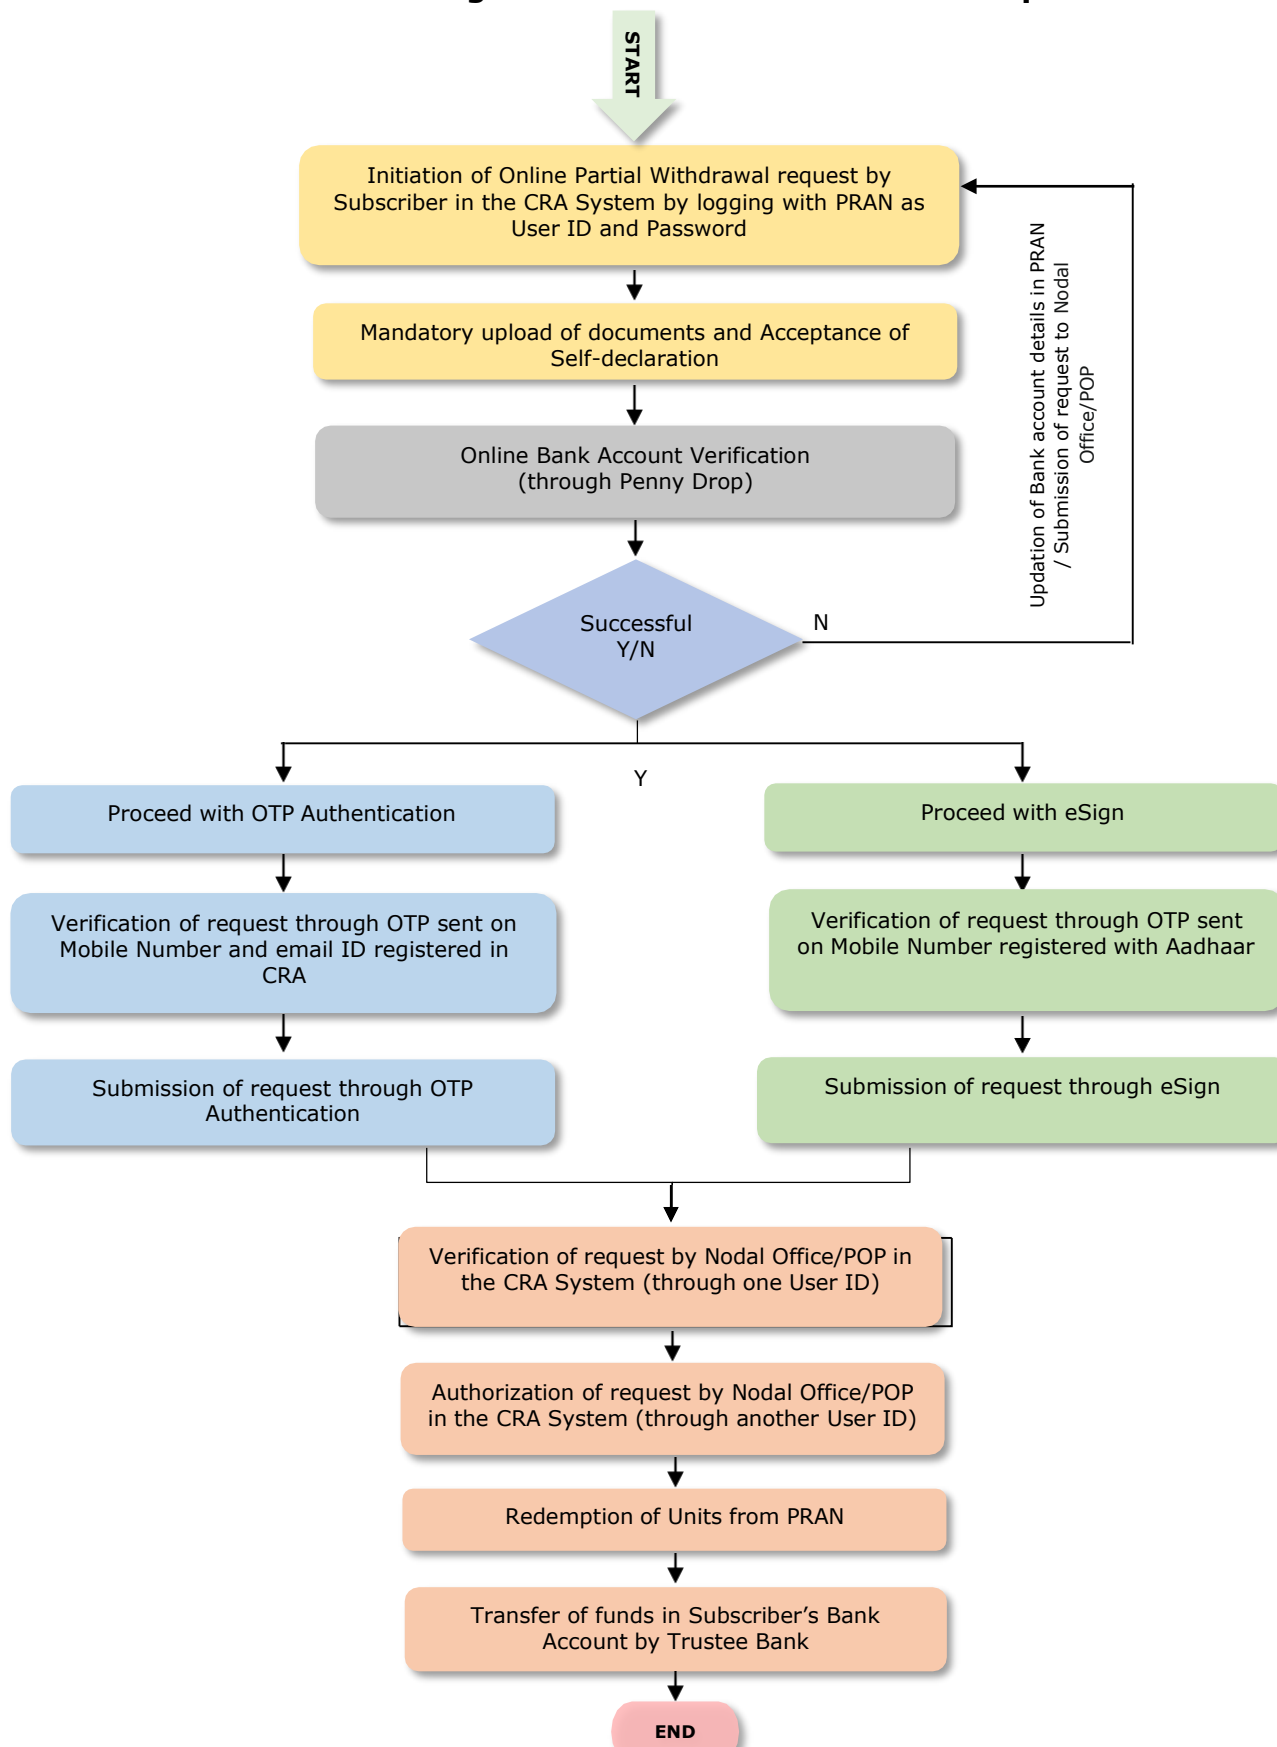 START
Initiation of Online Partial Withdrawal request by
Subscriber in the CRA System by logging with PRAN as
User ID and Password
Mandatory upload of documents and Acceptance of
Self-declaration
Online Bank Account Verification
(through Penny Drop)
Updation of Bank account details in PRAN
/ Submission of request to Nodal
Office/POP
Successful
Y/N
N
Y
Proceed with OTP Authentication
Proceed with eSign
Verification of request through OTP sent on
Mobile Number and email ID registered in
CRA
Verification of request through OTP sent
on Mobile Number registered with Aadhaar
Submission of request through OTP
Authentication
Submission of request through eSign
Verification of request by Nodal Office/POP in
the CRA System (through one User ID)
Authorization of request by Nodal Office/POP
in the CRA System (through another User ID)
Redemption of Units from PRAN
Transfer of funds in Subscriber’s Bank
Account by Trustee Bank
END